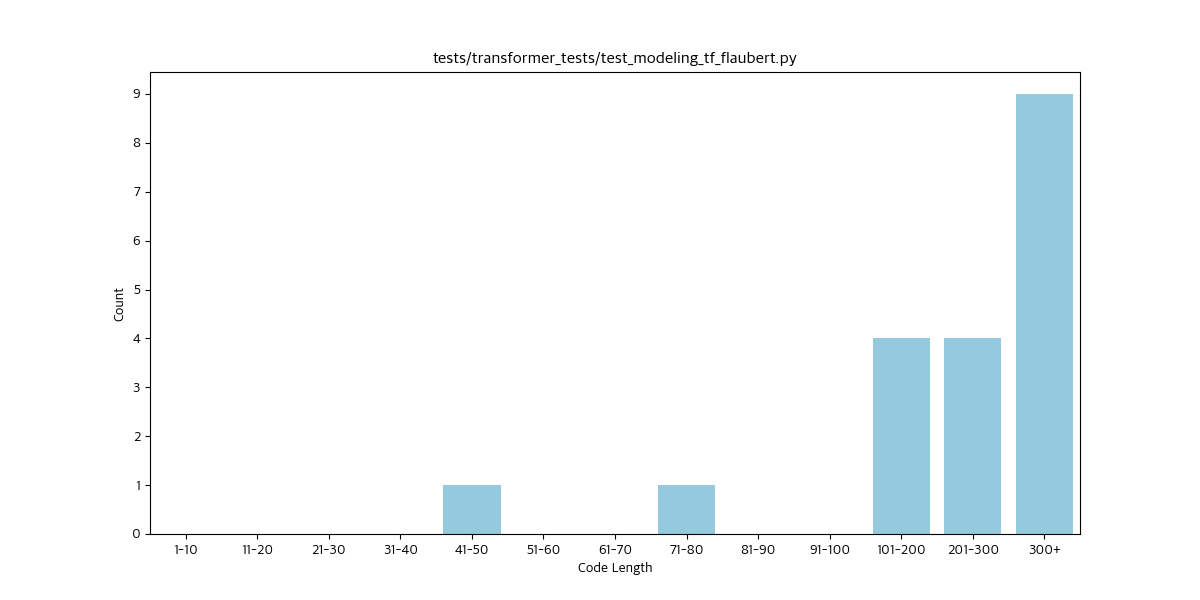 tests/transformer_tests/test_modeling_tf_flaubert.py
Count
9
8
7
6
5
4
3
2
1
0
1-10 11-20 21-30 31-40 41-50 51-60 61-70 71-80 81-90 91-100 101-200 201-300 300+
Code Length